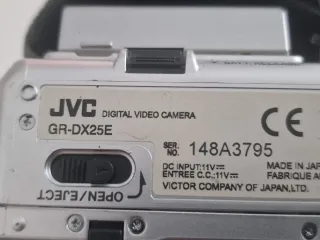 JVC DIGITAL VIDEO CAMERA
GR-DX25E
CE
SER. NO. 148A3795
OPEN/EJECT
DC INPUT:11V MADE IN JAP
ENTREE C.C.:11V FABRIQUE AU
VICTOR COMPANY OF JAPAN,LTD.